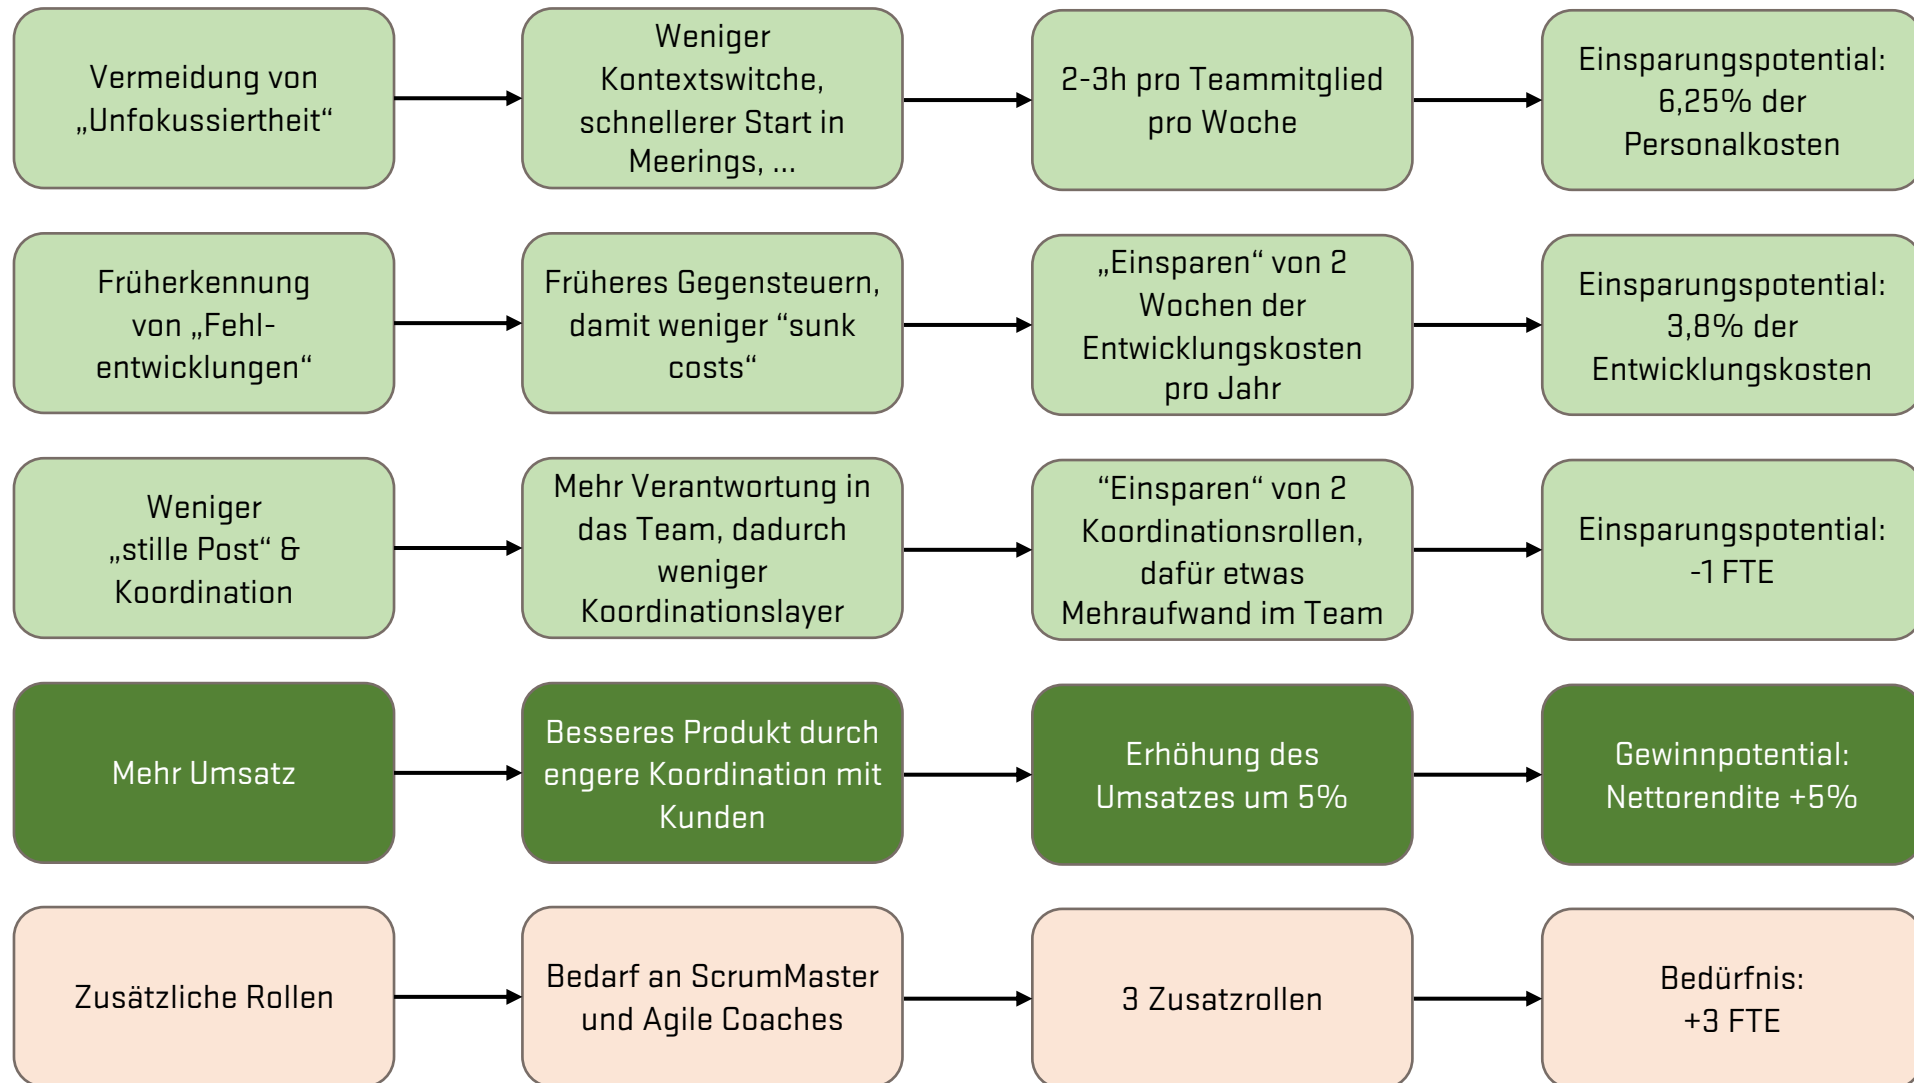 Vermeidung von
„Unfokussiertheit“
Weniger
Kontextswitche,
schnellerer Start in
Meerings, ...
2-3h pro Teammitglied
pro Woche
Einsparungspotential:
6,25% der
Personalkosten
Früherkennung
von „Fehl-
entwicklungen“
Früheres Gegensteuern,
damit weniger “sunk
costs“
„Einsparen“ von 2
Wochen der
Entwicklungskosten
pro Jahr
Einsparungspotential:
3,8% der
Entwicklungskosten
Weniger
„stille Post“ &
Koordination
Mehr Verantwortung in
das Team, dadurch
weniger
Koordinationslayer
“Einsparen“ von 2
Koordinationsrollen,
dafür etwas
Mehraufwand im Team
Einsparungspotential:
-1 FTE
Mehr Umsatz
Besseres Produkt durch
engere Koordination mit
Kunden
Erhöhung des
Umsatzes um 5%
Gewinnpotential:
Nettorendite +5%
Zusätzliche Rollen
Bedarf an ScrumMaster
und Agile Coaches
3 Zusatzrollen
Bedürfnis:
+3 FTE